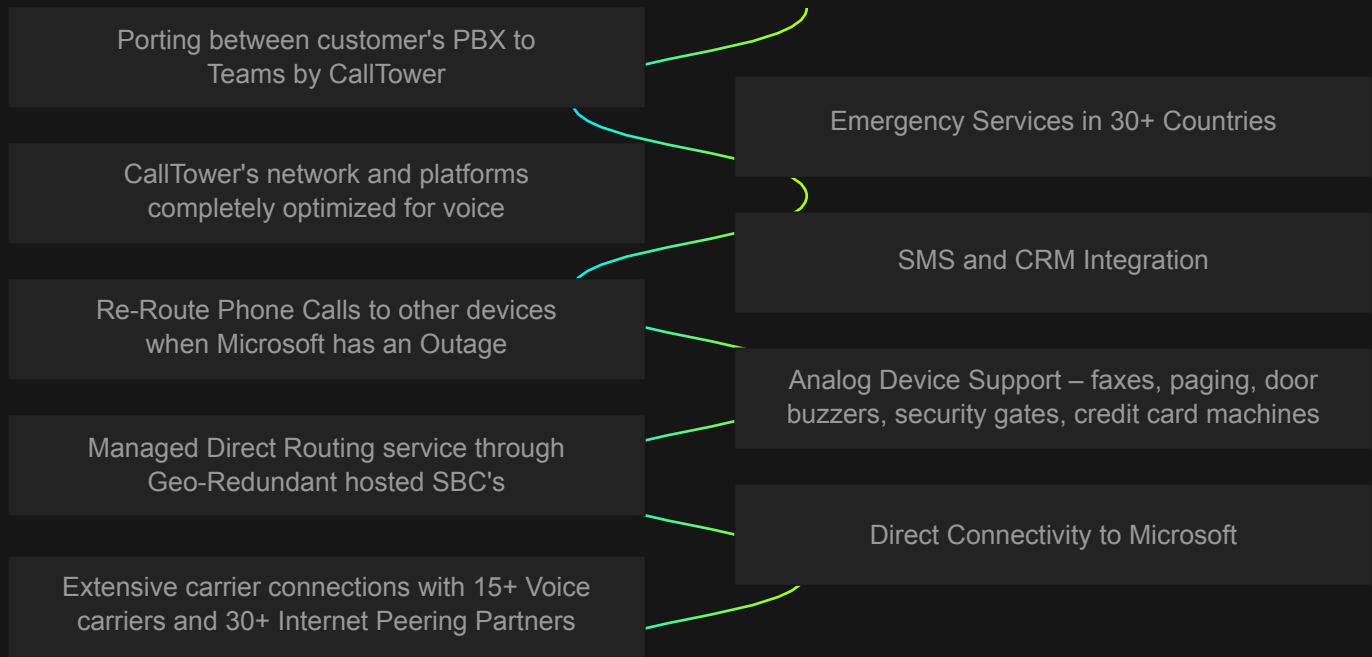 Porting between customer's PBX to
Teams by CallTower
Emergency Services in 30+ Countries
CallTower's network and platforms
completely optimized for voice
SMS and CRM Integration
Re-Route Phone Calls to other devices
when Microsoft has an Outage
Analog Device Support – faxes, paging, door
buzzers, security gates, credit card machines
Managed Direct Routing service through
Geo-Redundant hosted SBC's
Direct Connectivity to Microsoft
Extensive carrier connections with 15+ Voice
carriers and 30+ Internet Peering Partners